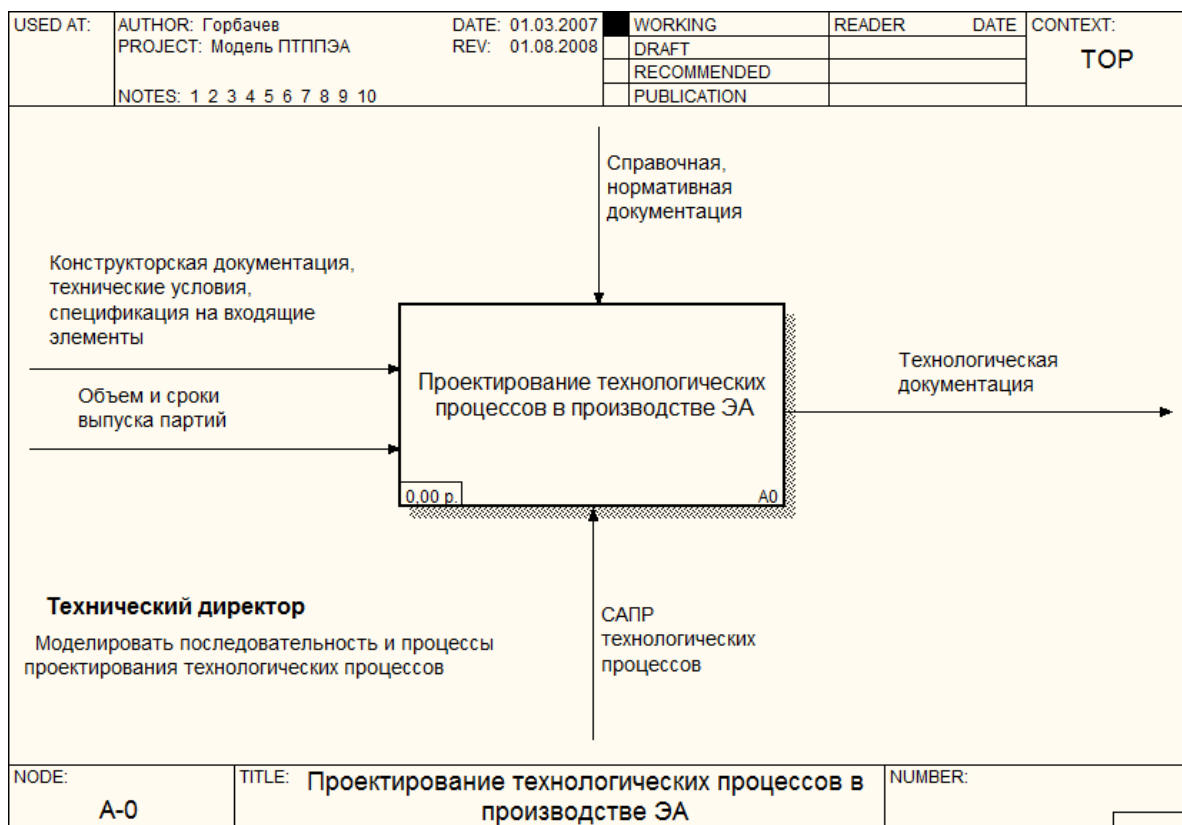 USED AT:
AUTHOR: Горбачев
DATE: 01.03.2007
PROJECT: Модель ПТППЭА
REV: 01.08.2008
NOTES: 1 2 3 4 5 6 7 8 9 10
WORKING
DRAFT
RECOMMENDED
PUBLICATION
READER DATE
CONTEXT:
TOP
Справочная,
нормативная
документация
Конструкторская документация,
технические условия,
спецификация на входящие
элементы
Объем и сроки
выпуска партий
Проектирование технологических
процессов в производстве ЭА
0,00 р.
A0
Технологическая
документация
Технический директор
Моделировать последовательность и процессы
проектирования технологических процессов
САПР
технологических
процессов
NODE:
A-0
TITLE: Проектирование технологических процессов в
производстве ЭА
NUMBER: